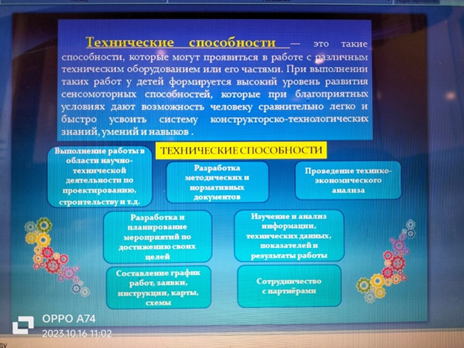 Технические способности — это такие
способности, которые могут проявиться в работе с различным
техническим оборудованием или его частями. При выполнении
таких работ у детей формируется высокий уровень развития
сенсомоторных способностей, которые при благоприятных
условиях дают возможность человеку сравнительно легко и
быстро усвоить систему конструкторско-технологических
знаний, умений и навыков .
ТЕХНИЧЕСКИЕ СПОСОБНОСТИ
Выполнение работы в
области научно-
технической
деятельности по
проектированию,
строительству и т.д.
Разработка
методических и
нормативных
документов
Проведение технико-
экономического
анализа
Разработка и
планирование
мероприятий по
достижению своих
целей
Изучение и анализ
информации,
технических данных,
показателей и
результаты работы
Составление график
работ, заявки,
инструкции, карты,
схемы
Сотрудничество
с партнёрами
OPPO A74
2023.10.16 11:02